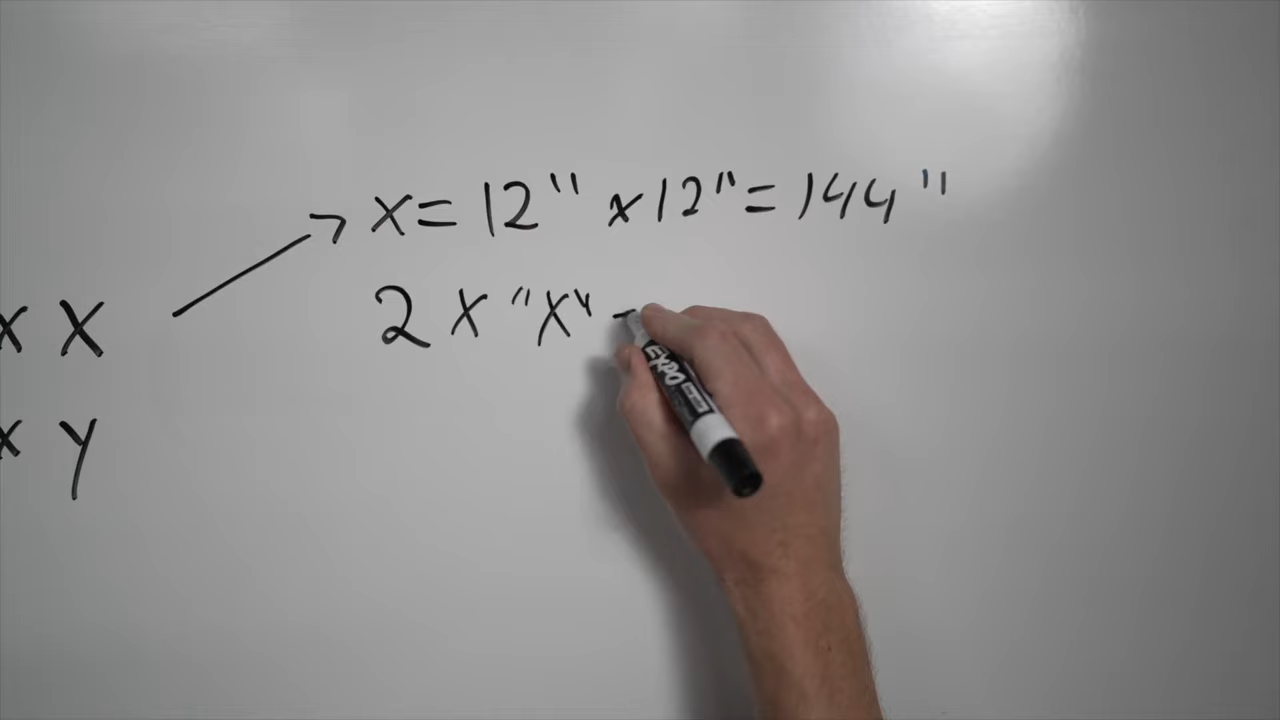 x = 12" x 12" = 144"
2 x "x" -
x X
x y
EXPO